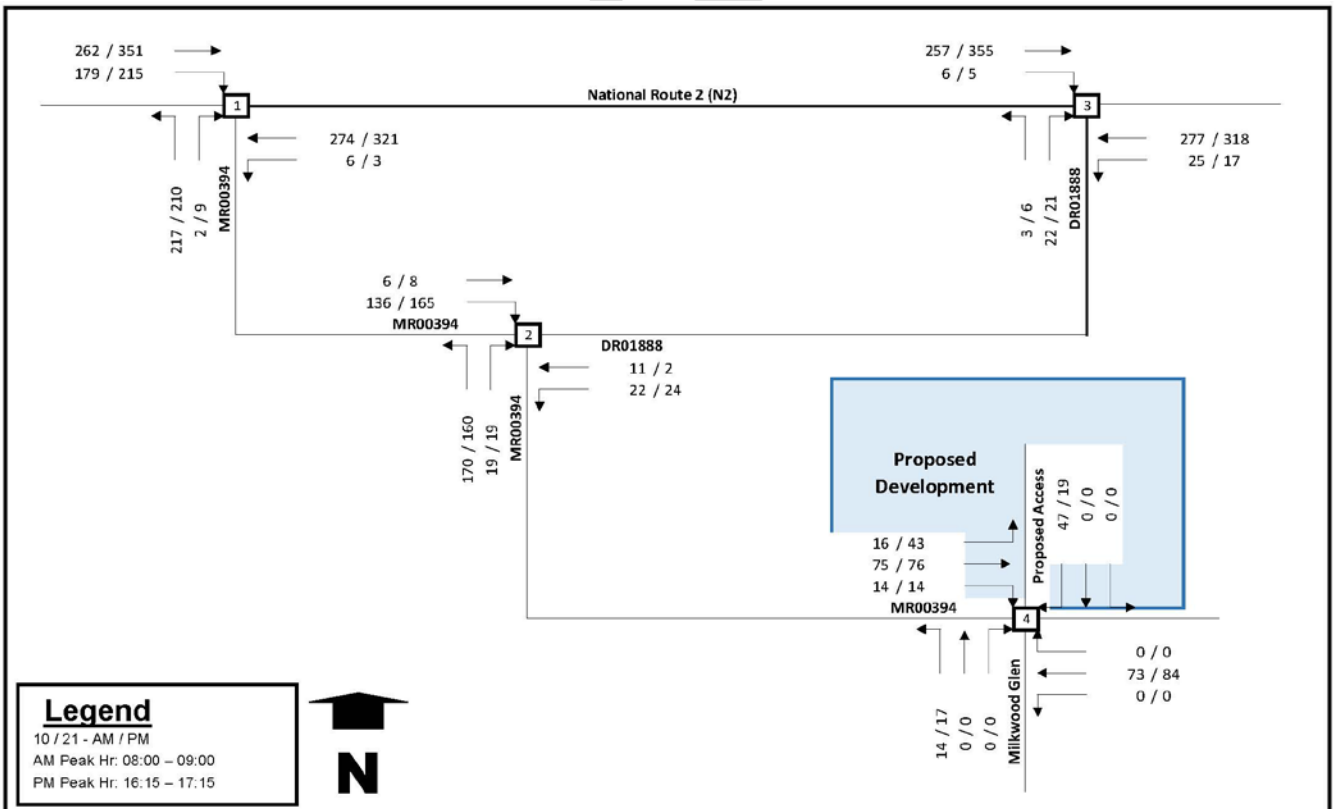 262 / 351
179 / 215
257 / 355
6 / 5
National Route 2 (N2)
1
3
274 / 321
6 / 3
277 / 318
25 / 17
217 / 210
2 / 9
MR00394
3 / 6
22 / 21
DR01888
6 / 8
136 / 165
MR00394
2
DR01888
11 / 2
22 / 24
170 / 160
19 / 19
MR00394
Proposed
Development
Proposed Access
47 / 19
0 / 0
0 / 0
16 / 43
75 / 76
14 / 14
MR00394
4
0 / 0
73 / 84
0 / 0
14 / 17
0 / 0
0 / 0
Milkwood Glen
Legend
10 / 21 - AM / PM
AM Peak Hr: 08:00 – 09:00
PM Peak Hr: 16:15 – 17:15
N